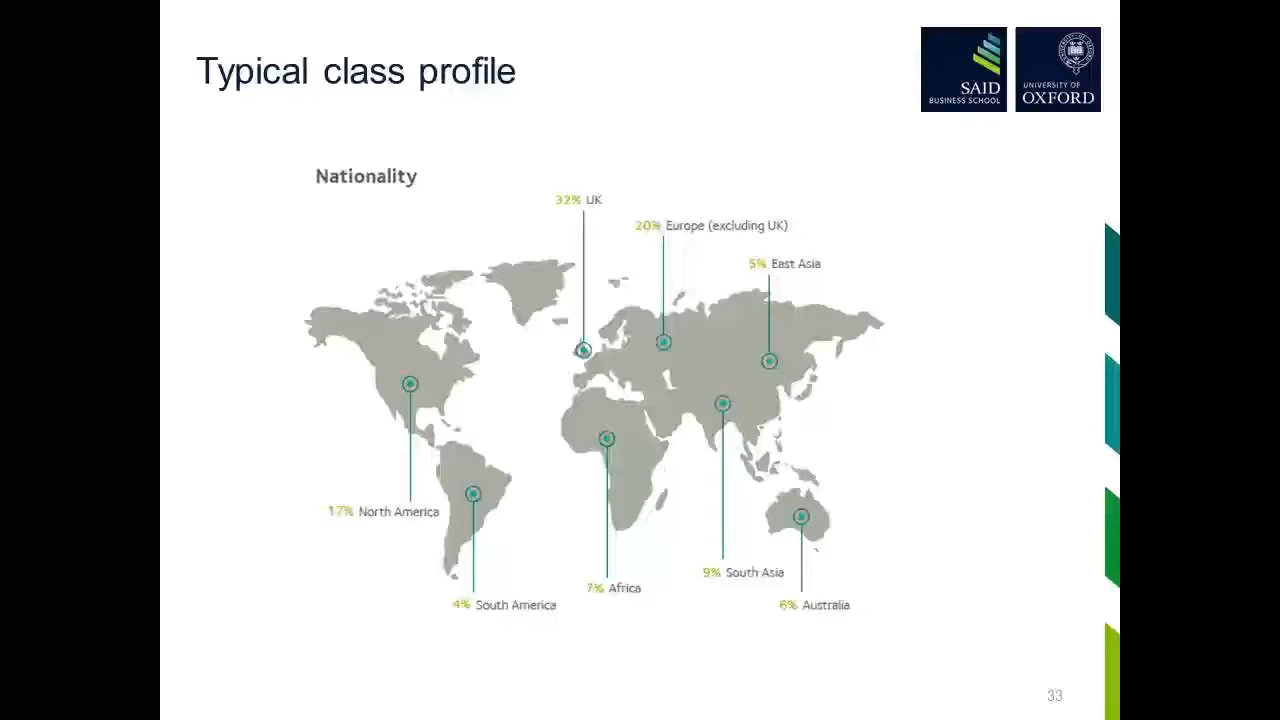 Typical class profile
SAID
BUSINESS SCHOOL
UNIVERSITY OF
OXFORD
Nationality
32% UK
20% Europe (excluding UK)
5% East Asia
17% North America
9% South Asia
7% Africa
4% South America
6% Australia
33